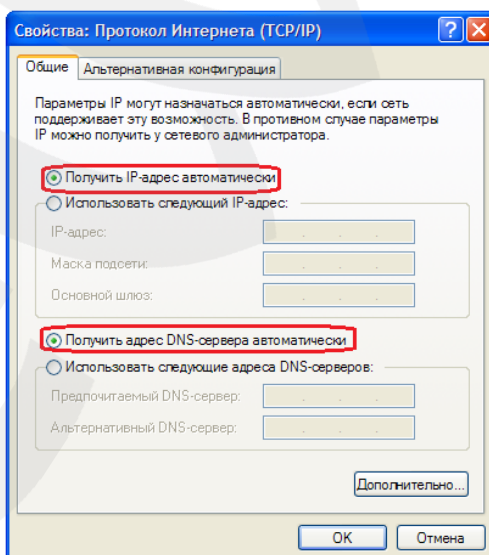 Свойства: Протокол Интернета (TCP/IP)
Общие
Альтернативная конфигурация
Параметры IP могут назначаться автоматически, если сеть
поддерживает эту возможность. В противном случае параметры
IP можно получить у сетевого администратора.
Получить IP-адрес автоматически
Использовать следующий IP-адрес:
IP-адрес:
Маска подсети:
Основной шлюз:
Получить адрес DNS-сервера автоматически
Использовать следующие адреса DNS-серверов:
Предпочитаемый DNS-сервер:
Альтернативный DNS-сервер:
Дополнительно...
OK
Отмена